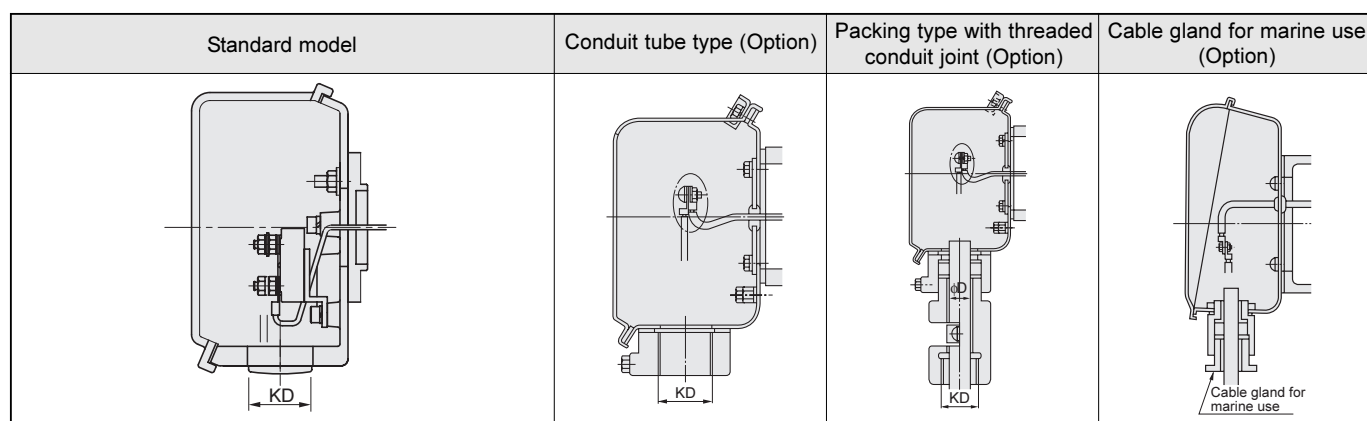 Standard model
Conduit tube type (Option)
Packing type with threaded
conduit joint (Option)
Cable gland for marine use
(Option)
KD
KD
φD
KD
Cable gland for
marine use